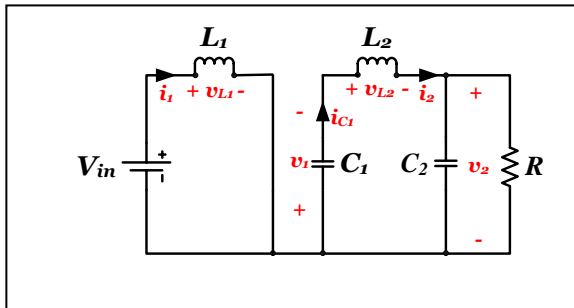 L1 L2
i1 + vL1 - + vL2 - i2 +
- iC1
Vin + v1 C1 C2 v2 R
+ -